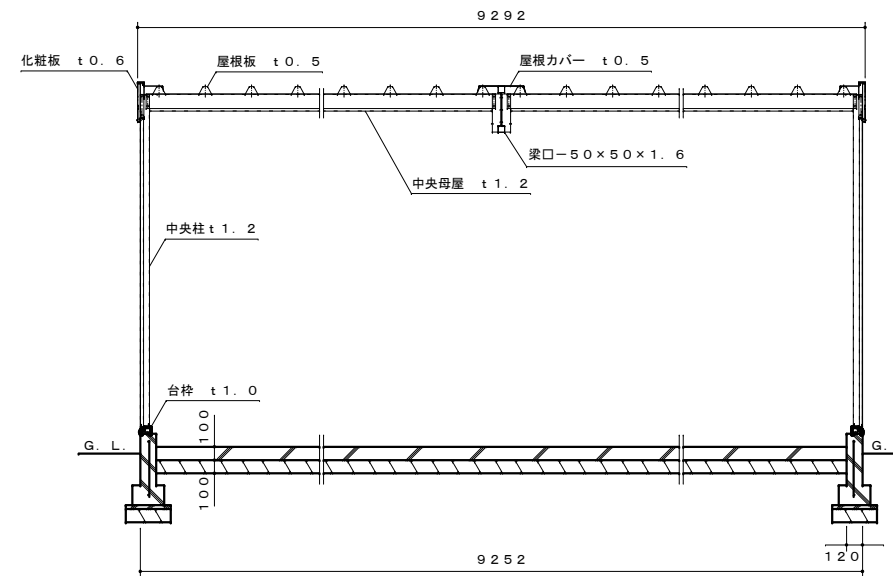 ９２９２
化粧板　ｔ０．６
屋根板　ｔ０．５
屋根カバー　ｔ０．５
梁口－５０×５０×１．６
中央母屋　ｔ１．２
中央柱ｔ１．２
台枠　ｔ１．０
１００
Ｇ．Ｌ．
Ｇ．
１００
１２０
９２５２